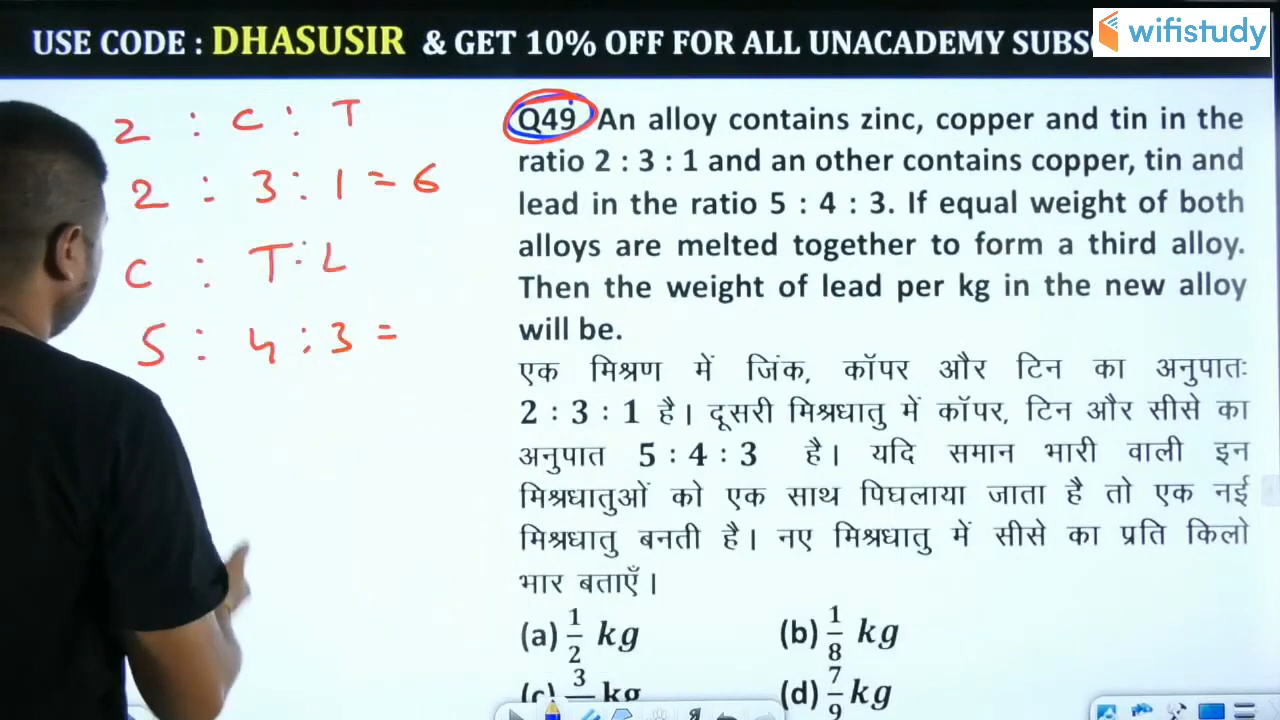 USE CODE : DHASUSIR & GET 10% OFF FOR ALL UNACADEMY SUBSC
wifistudy
Z : C : T
2 : 3 : 1 = 6
C : T : L
5 : 4 : 3 =
Q49 An alloy contains zinc, copper and tin in the
ratio 2 : 3 : 1 and an other contains copper, tin and
lead in the ratio 5 : 4 : 3. If equal weight of both
alloys are melted together to form a third alloy.
Then the weight of lead per kg in the new alloy
will be.
एक मिश्रण में जिंक, कॉपर और टिन का अनुपातः
2 : 3 : 1 है। दूसरी मिश्रधातु में कॉपर, टिन और सीसे का
अनुपात 5 : 4 : 3 है। यदि समान भारी वाली इन
मिश्रधातुओं को एक साथ पिघलाया जाता है तो एक नई
मिश्रधातु बनती है। नए मिश्रधातु में सीसे का प्रति किलो
भार बताएँ।
(a) 1/2 kg (b) 1/8 kg
(c) 3 kg (d) 7/9 kg